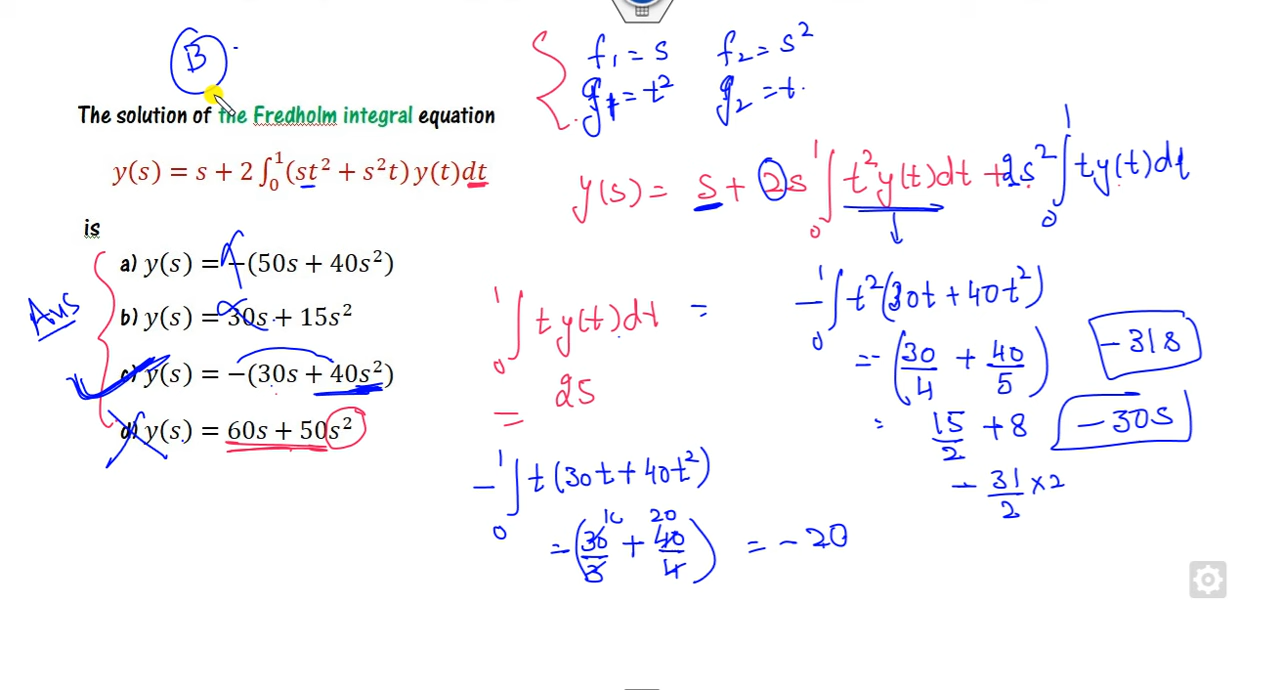 B
The solution of the Fredholm integral equation
y(s) = s + 2 ∫₀¹ (st² + s²t) y(t)dt
is
a) y(s) = −(50s + 40s²)
b) y(s) = 30s + 15s²
c) y(s) = −(30s + 40s²)
d) y(s) = 60s + 50s²
Ans
f₁ = s f₂ = s²
g₁ = t² g₂ = t
y(s) = s + 2s ∫₀¹ t² y(t) dt + 2s² ∫₀¹ t y(t) dt
∫₀¹ t y(t) dt =
= 25
− ∫₀¹ t (30t + 40t²)
= −(30/3 + 40/4) = −20
10 20
− ∫₀¹ t² (30t + 40t²)
= −(30/4 + 40/5)
= 15/2 + 8
− 31/2 × 2
− 31s
− 30s